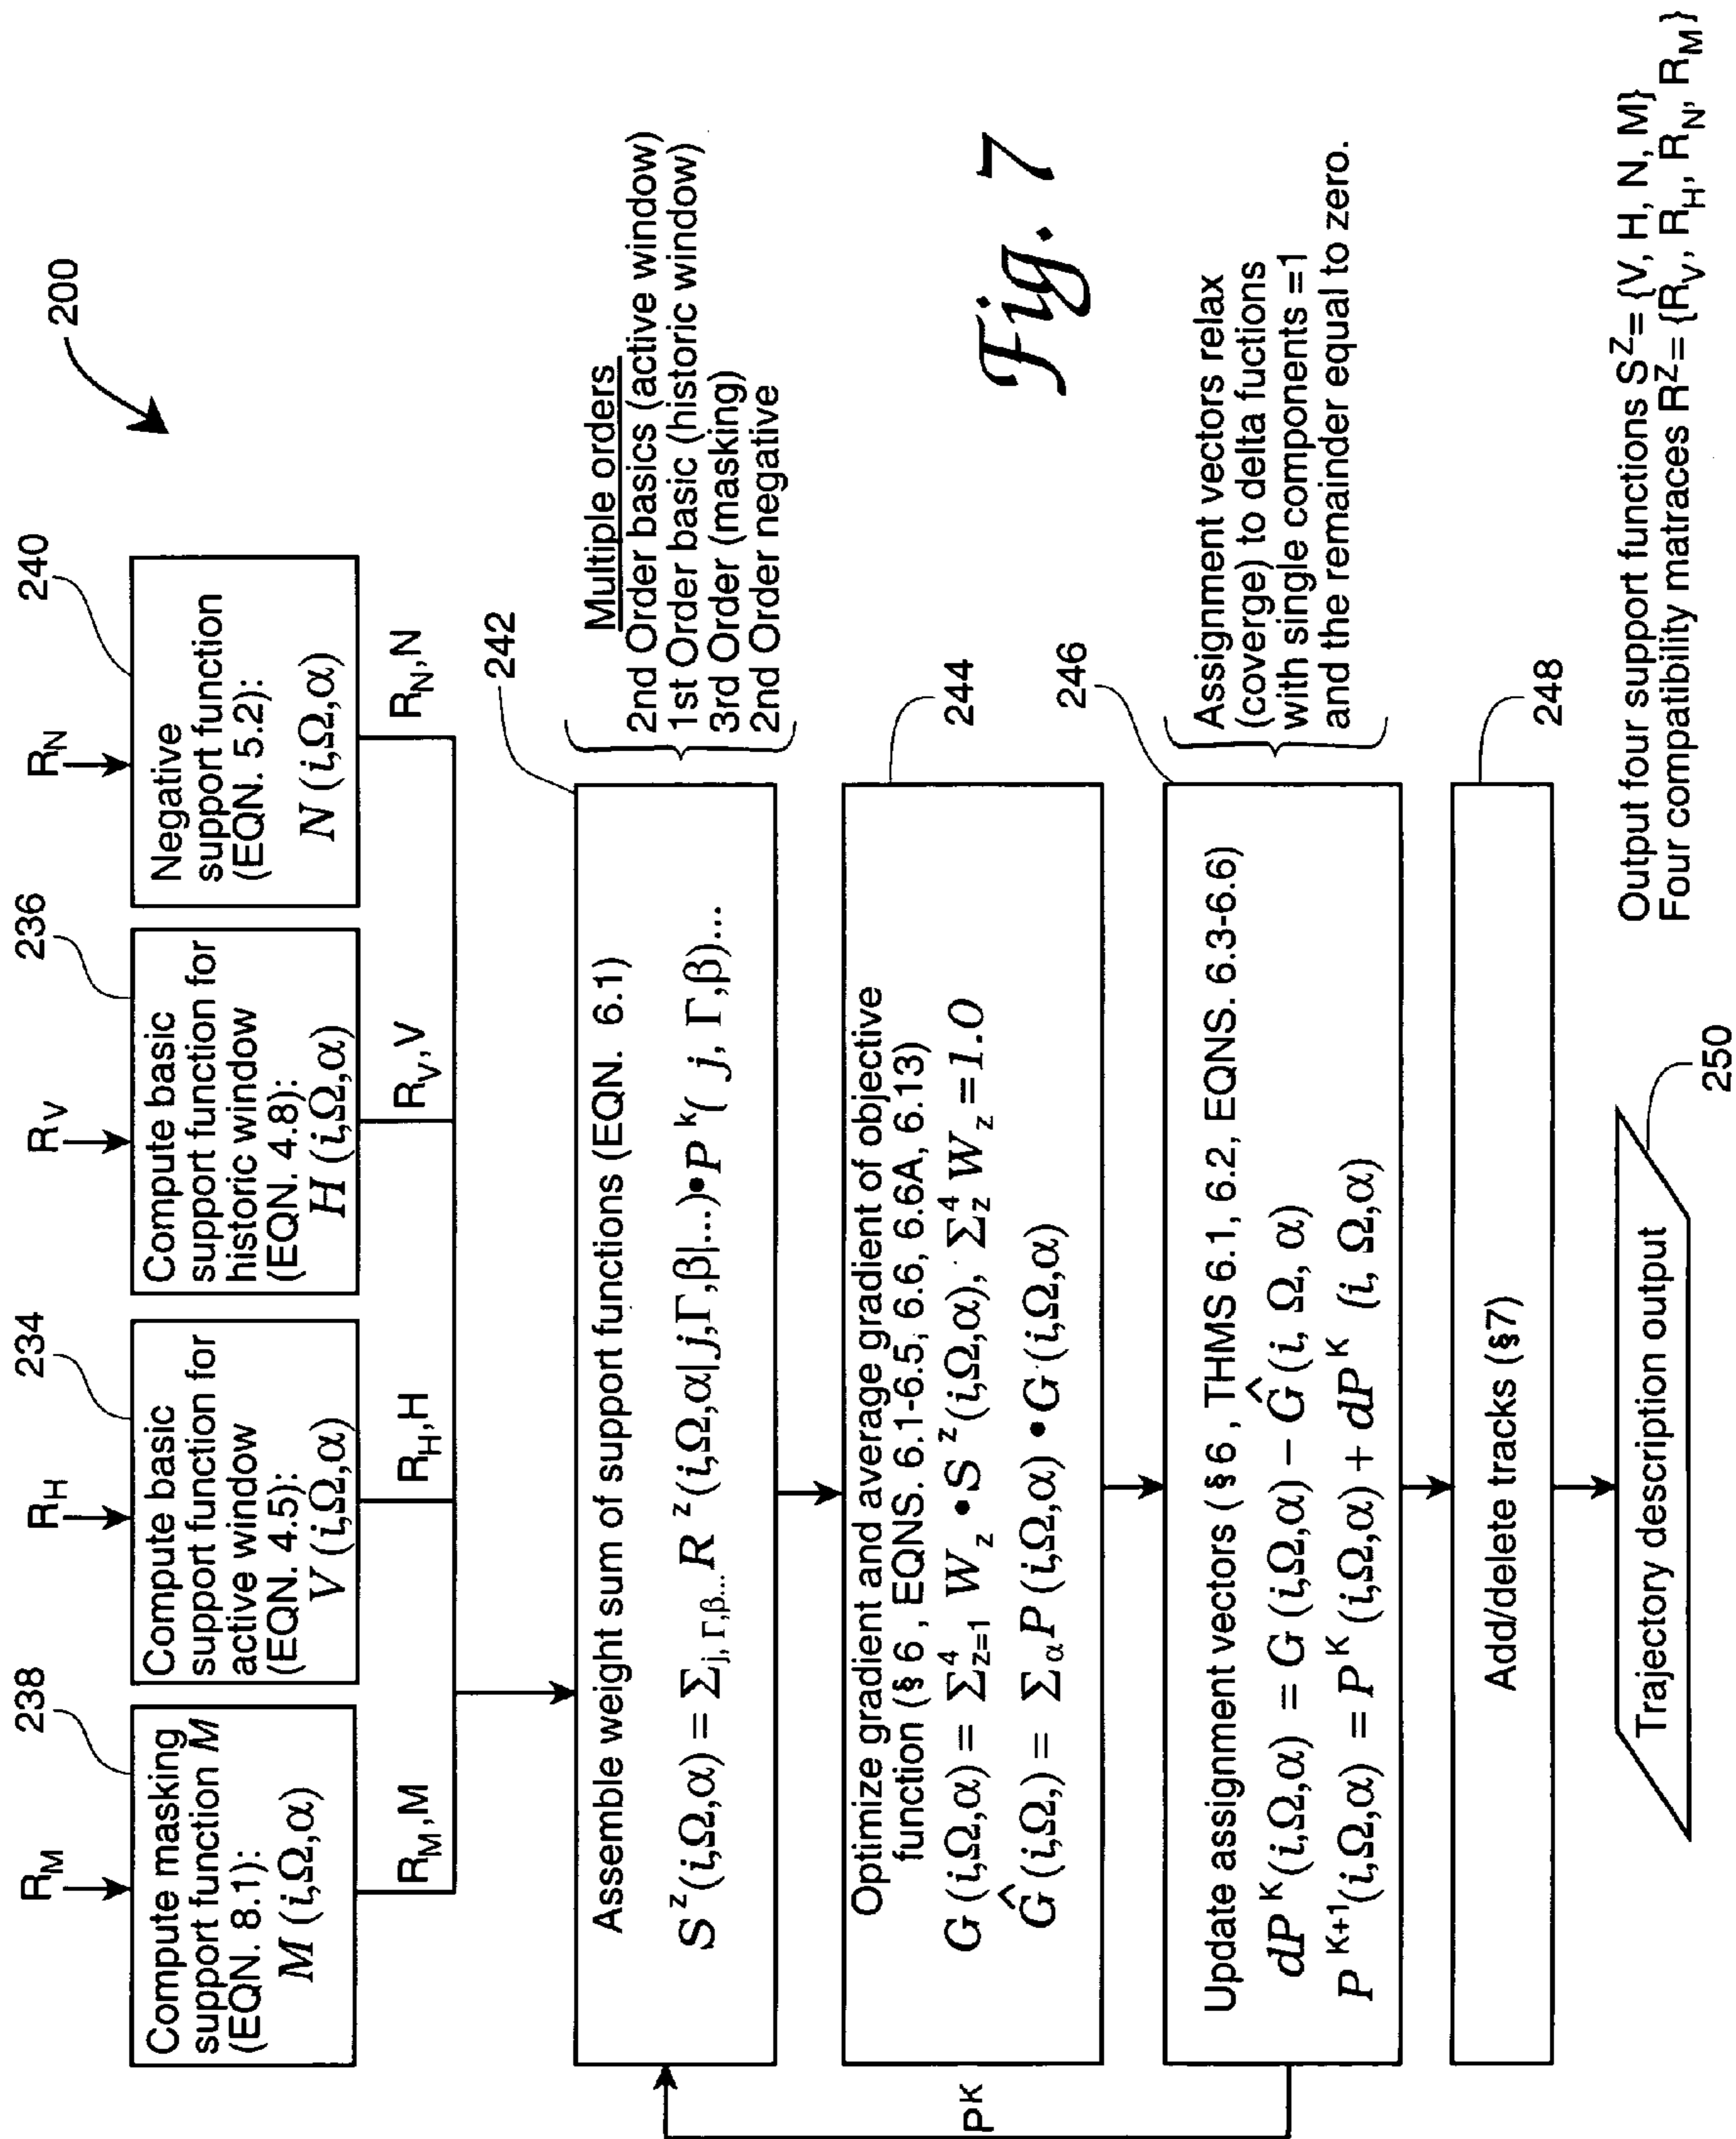 200
R_M
R_H
R_V
R_N
238
234
236
240
Compute masking
support function M
(EQN. 8.1):
M (i,Ω,α)
Compute basic
support function for
active window
(EQN. 4.5):
V (i,Ω,α)
Compute basic
support function for
historic window
(EQN. 4.8):
H (i,Ω,α)
Negative
support function
(EQN. 5.2):
N (i,Ω,α)
R_M,M
R_H,H
R_V,V
R_N,N
242
Assemble weight sum of support functions (EQN. 6.1)
S^z(i,Ω,α) = Σ_j,Γ,β... R^z(i,Ω,α|j,Γ,β|...)•P^k(j, Γ,β)...
Multiple orders
2nd Order basics (active window)
1st Order basic (historic window)
3rd Order (masking)
2nd Order negative
244
Optimize gradient and average gradient of objective
function (§ 6 , EQNS. 6.1-6.5, 6.6, 6.6A, 6.13)
G (i,Ω,α) = Σ^4_z=1 W_z •S^z(i,Ω,α), Σ^4_z W_z =1.0
Ĝ (i,Ω,) = Σ_α P (i,Ω,α) • G (i,Ω,α)
246
Update assignment vectors (§ 6 , THMS 6.1, 6.2, EQNS. 6.3-6.6)
dP^K(i,Ω,α) = G (i,Ω,α) – Ĝ (i, Ω, α)
P^K+1(i,Ω,α) = P^K(i,Ω,α) + dP^K (i, Ω,α)
Assignment vectors relax
(coverge) to delta fuctions
with single components =1
and the remainder equal to zero.
P^K
248
Add/delete tracks (§7)
250
Trajectory description output
Output four support functions S^Z= {V, H, N, M}
Four compatibility matraces R^Z= {R_V, R_H, R_N, R_M}
Fig. 7